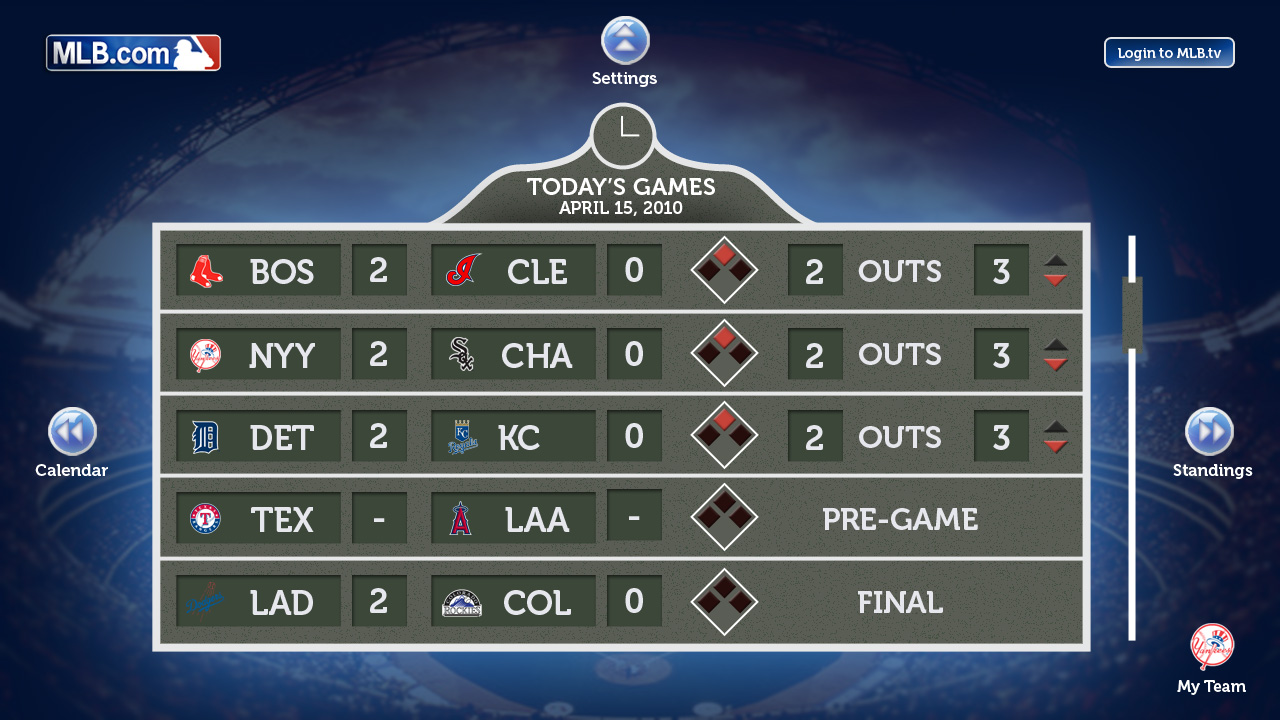 MLB.com
Settings
Login to MLB.tv
TODAY'S GAMES
APRIL 15, 2010
BOS 2 CLE 0 2 OUTS 3
NYY 2 CHA 0 2 OUTS 3
DET 2 KC 0 2 OUTS 3
TEX - LAA - PRE-GAME
LAD 2 COL 0 FINAL
Calendar
Standings
My Team